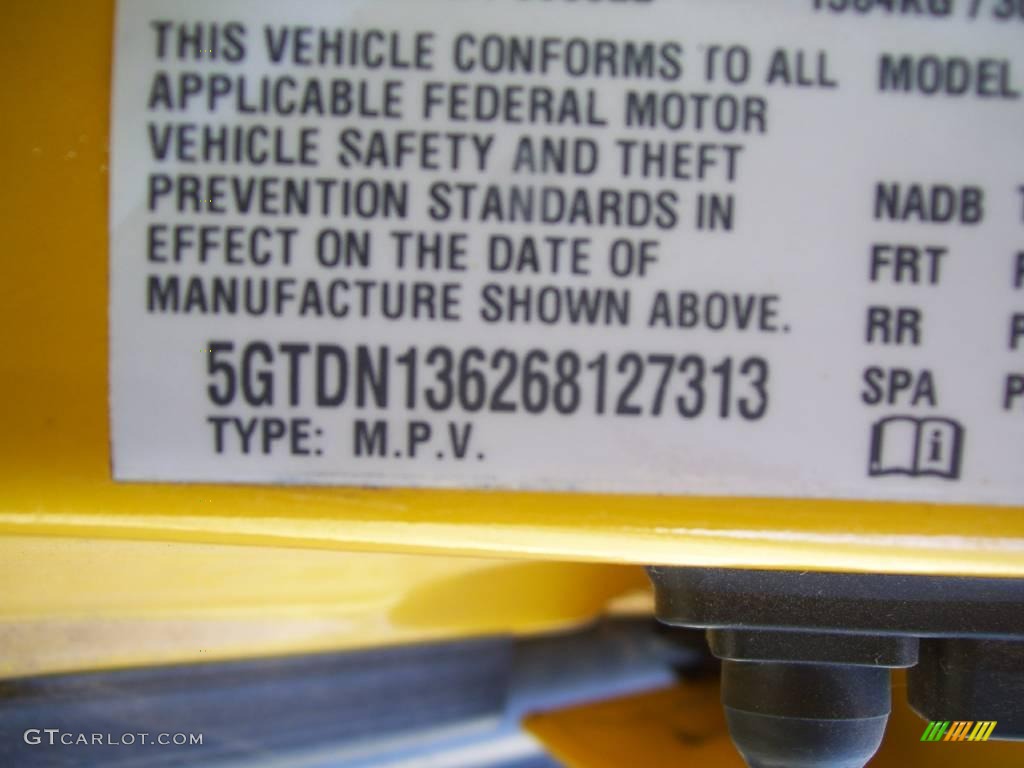 THIS VEHICLE CONFORMS TO ALL
APPLICABLE FEDERAL MOTOR
VEHICLE SAFETY AND THEFT
PREVENTION STANDARDS IN
EFFECT ON THE DATE OF
MANUFACTURE SHOWN ABOVE.
5GTDN136268127313
TYPE: M.P.V.
MODEL
NADB
FRT
RR
SPA
i
GTCARLOT.COM